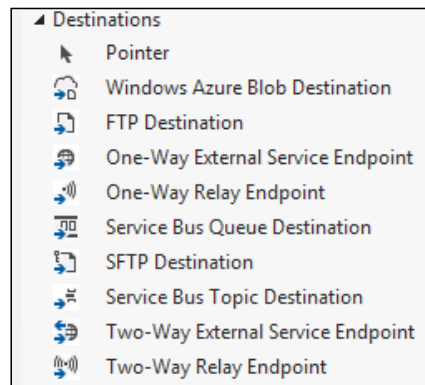 Destinations
Pointer
Windows Azure Blob Destination
FTP Destination
One-Way External Service Endpoint
One-Way Relay Endpoint
Service Bus Queue Destination
SFTP Destination
Service Bus Topic Destination
Two-Way External Service Endpoint
Two-Way Relay Endpoint